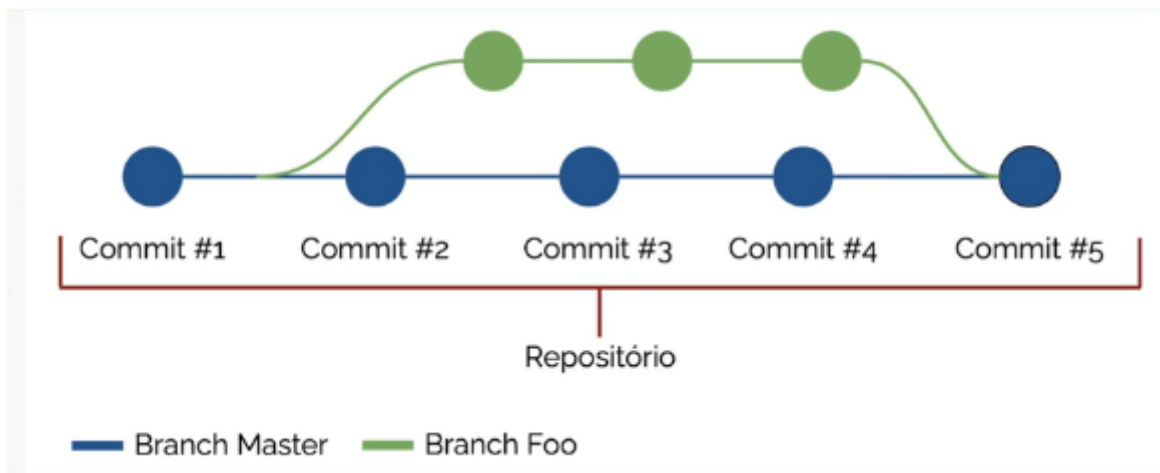 Commit #1 Commit #2 Commit #3 Commit #4 Commit #5
Repositório
Branch Master Branch Foo